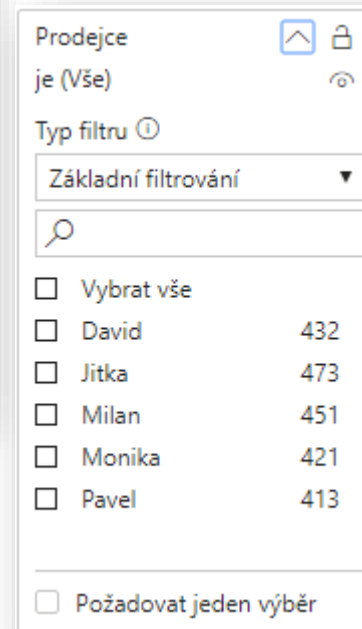 Prodejce
je (Vše)
Typ filtru
Základní filtrování
Vybrat vše
David 432
Jitka 473
Milan 451
Monika 421
Pavel 413
Požadovat jeden výběr